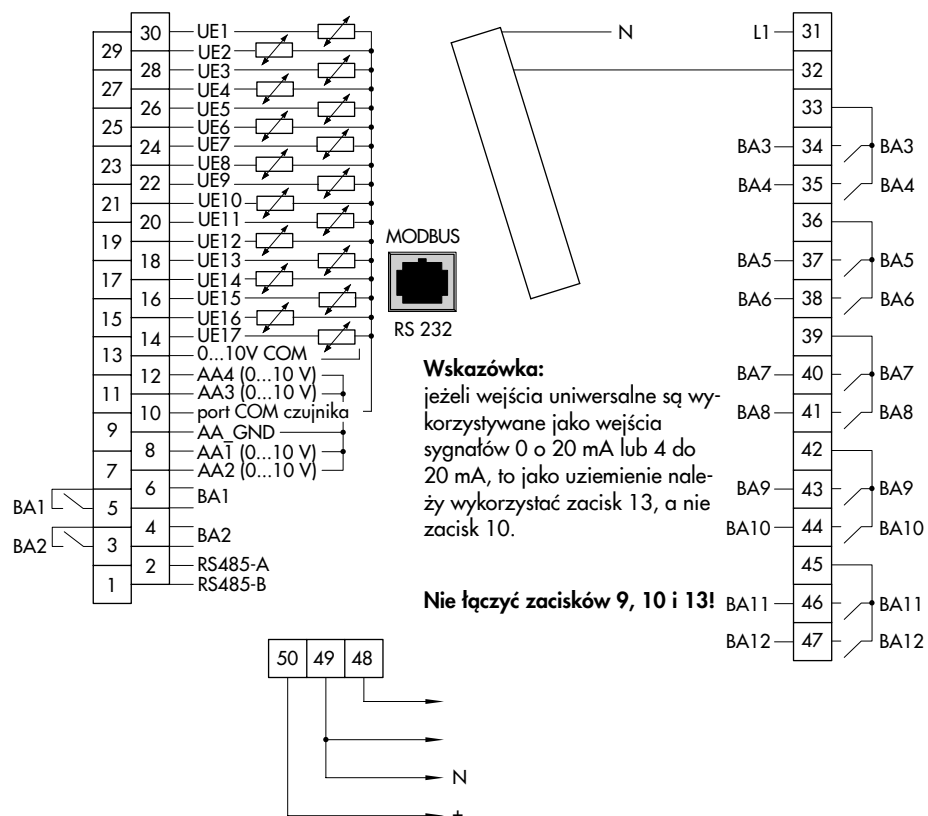 30 UE1
29 UE2
28 UE3
27 UE4
26 UE5
25 UE6
24 UE7
23 UE8
22 UE9
21 UE10
20 UE11
19 UE12
18 UE13
17 UE14
16 UE15
15 UE16
14 UE17
13 0...10V COM
12 AA4 (0...10 V)
11 AA3 (0...10 V)
10 port COM czujnika
9 AA_GND
8 AA1 (0...10 V)
7 AA2 (0...10 V)
6 BA1
BA1 5
4 BA2
BA2 3
2 RS485-A
1 RS485-B
MODBUS
RS 232
N
Wskazówka:
jeżeli wejścia uniwersalne są wy-
korzystywane jako wejścia
sygnałów 0 o 20 mA lub 4 do
20 mA, to jako uziemienie nale-
ży wykorzystać zacisk 13, a nie
zacisk 10.
Nie łączyć zacisków 9, 10 i 13!
L1 31
32
33
BA3 34 BA3
BA4 35 BA4
36
BA5 37 BA5
BA6 38 BA6
39
BA7 40 BA7
BA8 41 BA8
42
BA9 43 BA9
BA10 44 BA10
45
BA11 46 BA11
BA12 47 BA12
50 49 48
N
+